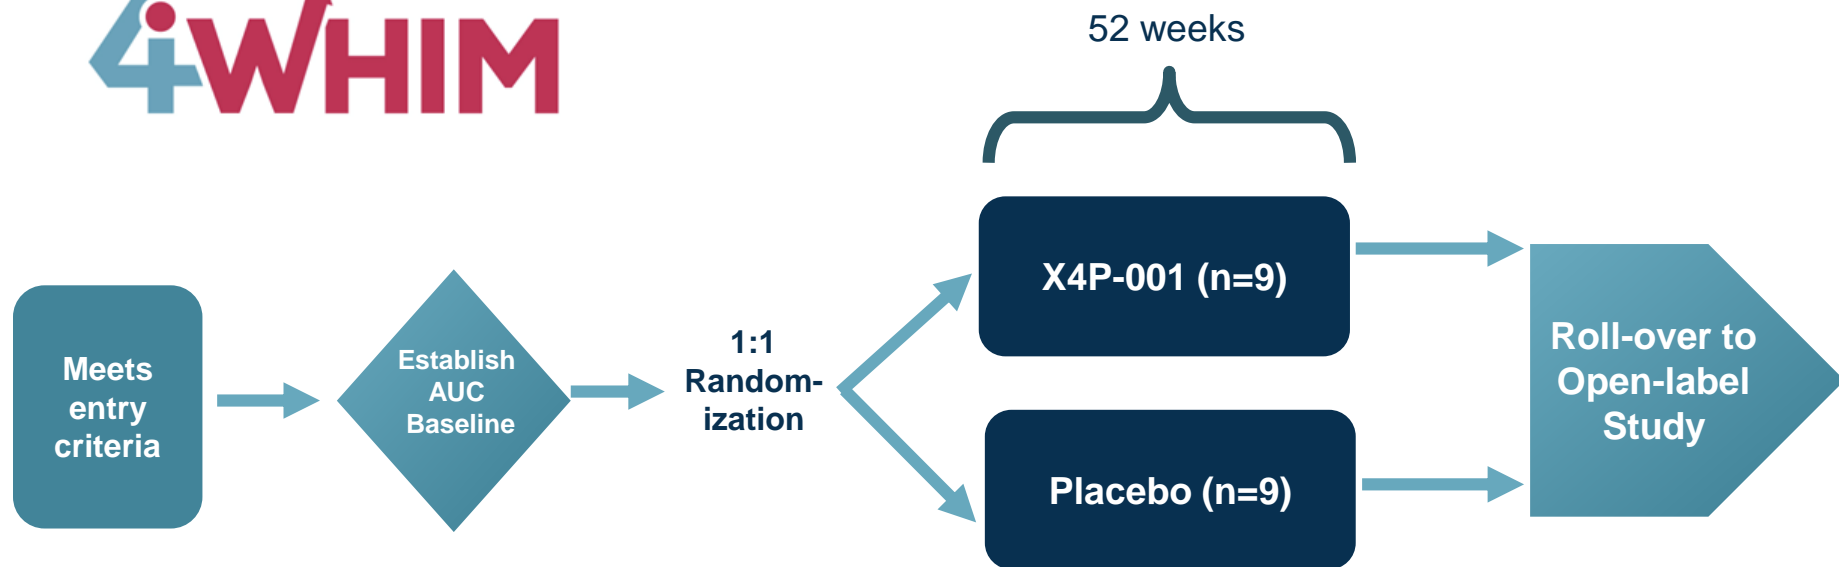 4WHIM
52 weeks
Meets
entry
criteria
Establish
AUC
Baseline
1:1
Random-
ization
X4P-001 (n=9)
Placebo (n=9)
Roll-over to
Open-label
Study